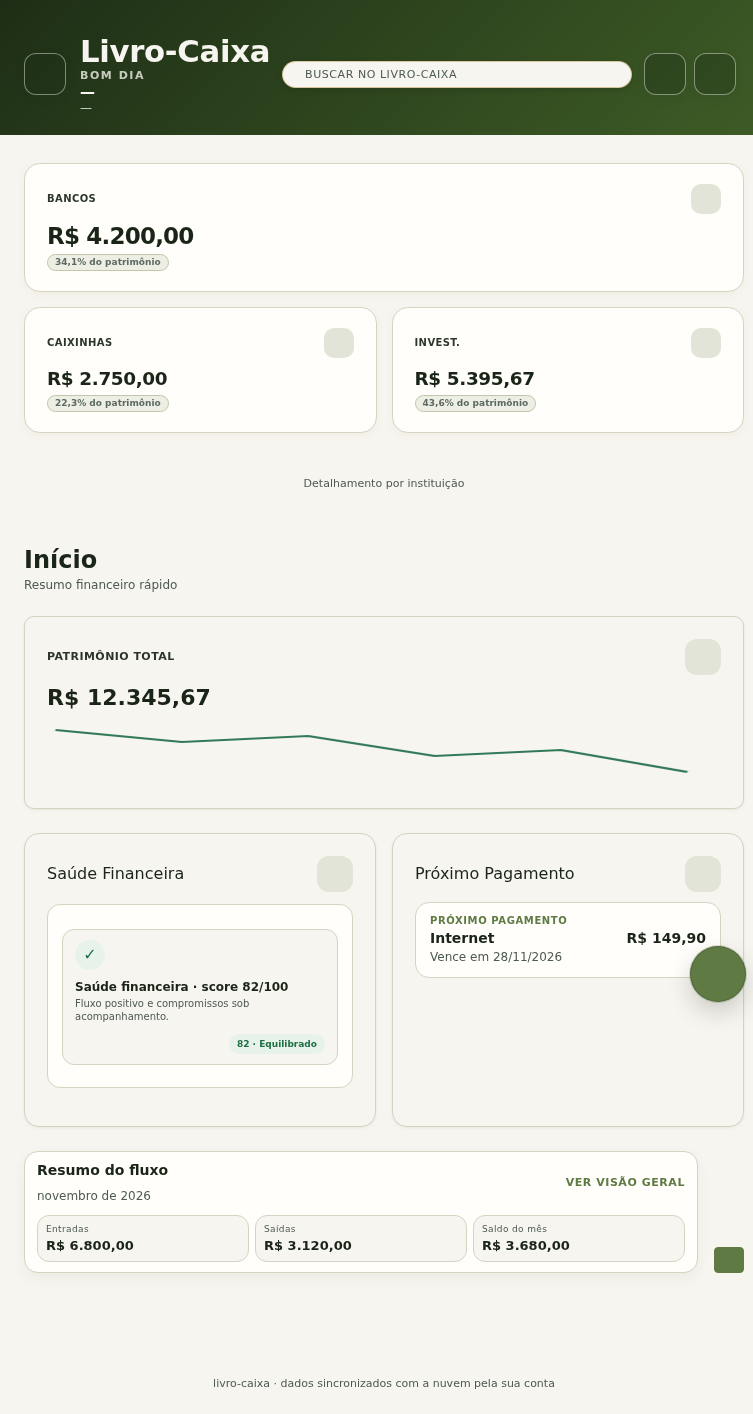 Livro-Caixa
BOM DIA
—
—
BUSCAR NO LIVRO-CAIXA
BANCOS
R$ 4.200,00
34,1% do patrimônio
CAIXINHAS
R$ 2.750,00
22,3% do patrimônio
INVEST.
R$ 5.395,67
43,6% do patrimônio
Detalhamento por instituição
Início
Resumo financeiro rápido
PATRIMÔNIO TOTAL
R$ 12.345,67
Saúde Financeira
✓
Saúde financeira · score 82/100
Fluxo positivo e compromissos sob
acompanhamento.
82 · Equilibrado
Próximo Pagamento
PRÓXIMO PAGAMENTO
Internet R$ 149,90
Vence em 28/11/2026
Resumo do fluxo
novembro de 2026
VER VISÃO GERAL
Entradas
R$ 6.800,00
Saídas
R$ 3.120,00
Saldo do mês
R$ 3.680,00
livro-caixa · dados sincronizados com a nuvem pela sua conta